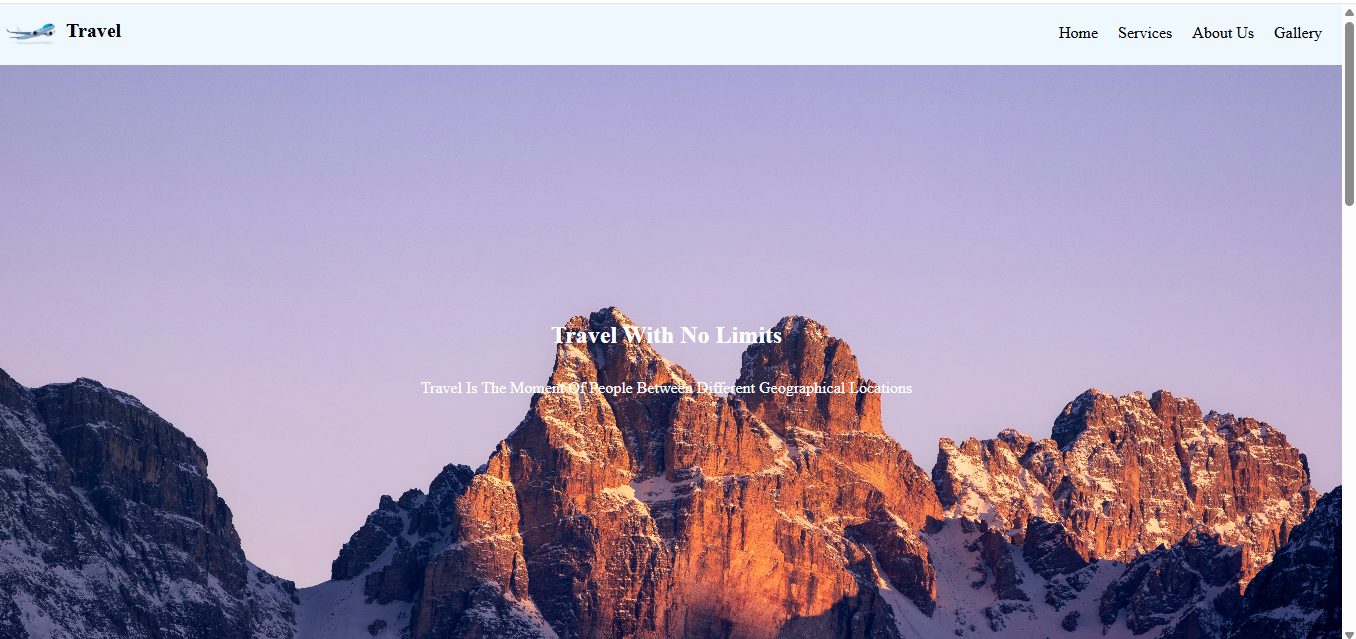 Travel
Home Services About Us Gallery
Travel With No Limits
Travel Is The Moment Of People Between Different Geographical Locations